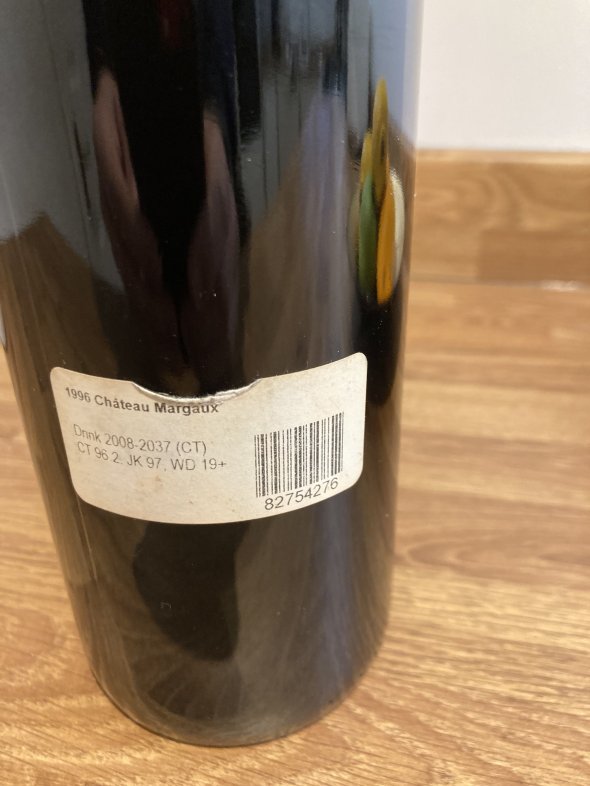 1996 Château Margaux
Drink 2008-2037 (CT)
CT 96.2, JK 97, WD 19+
82754276